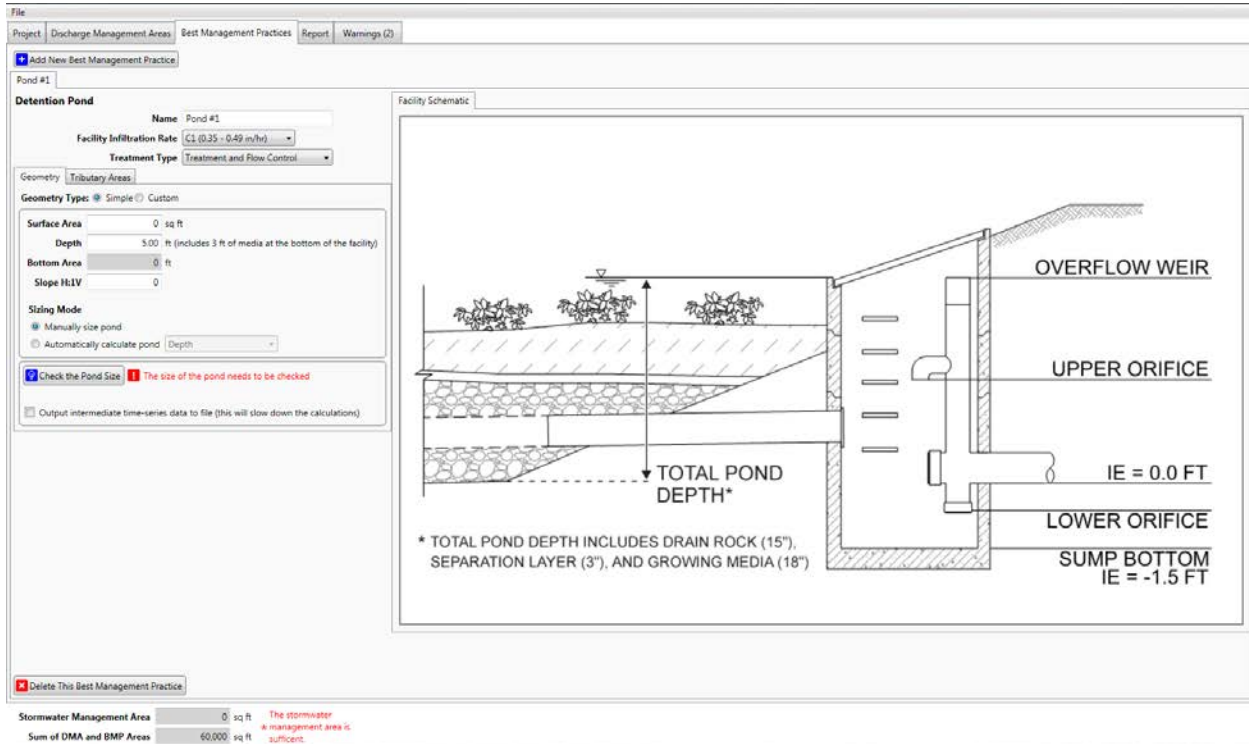 File
Project Discharge Management Areas Best Management Practices Report Warnings (2)
Add New Best Management Practice
Pond #1
Detention Pond
Name Pond #1
Facility Infiltration Rate C1 (0.35 - 0.49 in/hr)
Treatment Type Treatment and Flow Control
Geometry Tributary Areas
Geometry Type: Simple Custom
Surface Area 0 sq ft
Depth 5.00 ft (includes 3 ft of media at the bottom of the facility)
Bottom Area 0 ft
Slope H:1V 0
Sizing Mode
Manually size pond
Automatically calculate pond Depth
Check the Pond Size ! The size of the pond needs to be checked
Output intermediate time-series data to file (this will slow down the calculations)
Facility Schematic
OVERFLOW WEIR
UPPER ORIFICE
IE = 0.0 FT
LOWER ORIFICE
SUMP BOTTOM
IE = -1.5 FT
TOTAL POND
DEPTH*
* TOTAL POND DEPTH INCLUDES DRAIN ROCK (15"),
SEPARATION LAYER (3"), AND GROWING MEDIA (18")
Delete This Best Management Practice
Stormwater Management Area 0 sq ft
Sum of DMA and BMP Areas 60,000 sq ft
The stormwater
* management area is
sufficent.